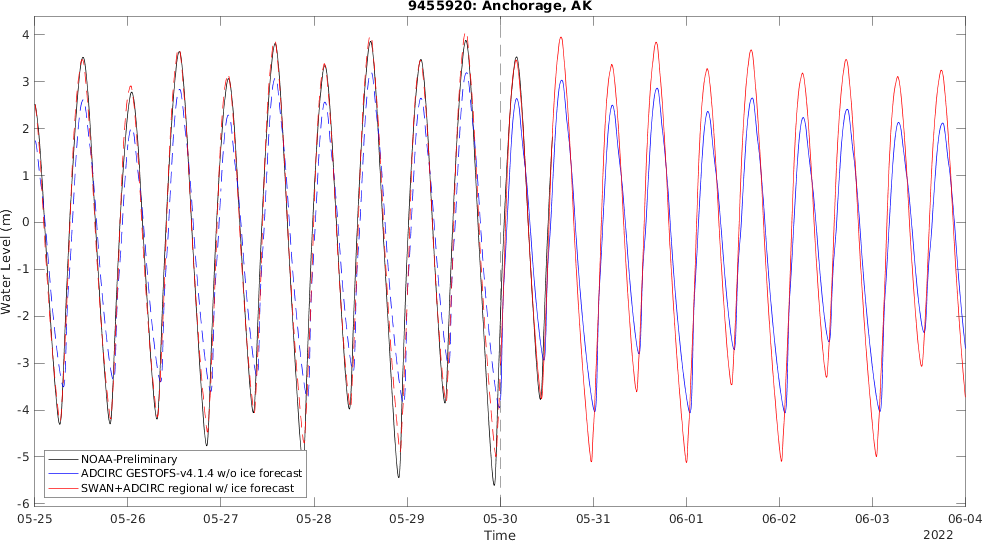 9455920: Anchorage, AK
Water Level (m)
4
3
2
1
0
-1
-2
-3
-4
-5
-6
NOAA-Preliminary
ADCIRC GESTOFS-v4.1.4 w/o ice forecast
SWAN+ADCIRC regional w/ ice forecast
05-25 05-26 05-27 05-28 05-29 05-30 05-31 06-01 06-02 06-03 06-04
Time
2022